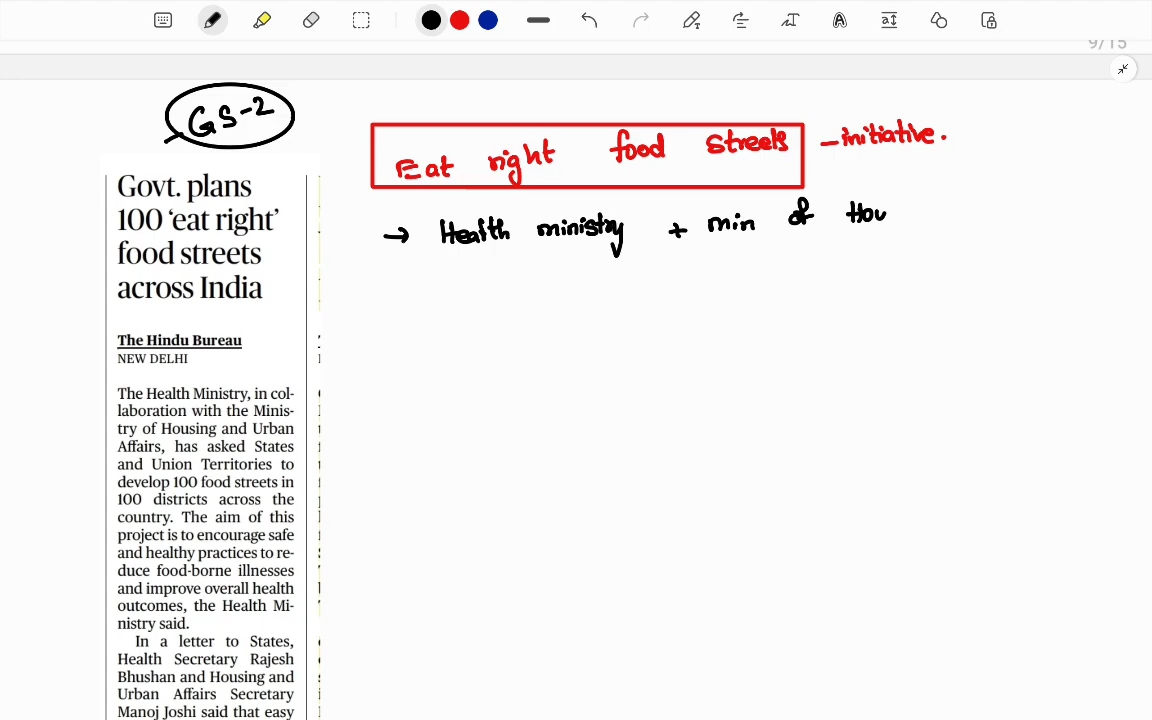 9/15
GS-2
Eat right food streets - initiative.
→ Health ministry + min of Hou
Govt. plans
100 ‘eat right’
food streets
across India
The Hindu Bureau
NEW DELHI
The Health Ministry, in col-
laboration with the Minis-
try of Housing and Urban
Affairs, has asked States
and Union Territories to
develop 100 food streets in
100 districts across the
country. The aim of this
project is to encourage safe
and healthy practices to re-
duce food-borne illnesses
and improve overall health
outcomes, the Health Mi-
nistry said.
In a letter to States,
Health Secretary Rajesh
Bhushan and Housing and
Urban Affairs Secretary
Manoj Joshi said that easy